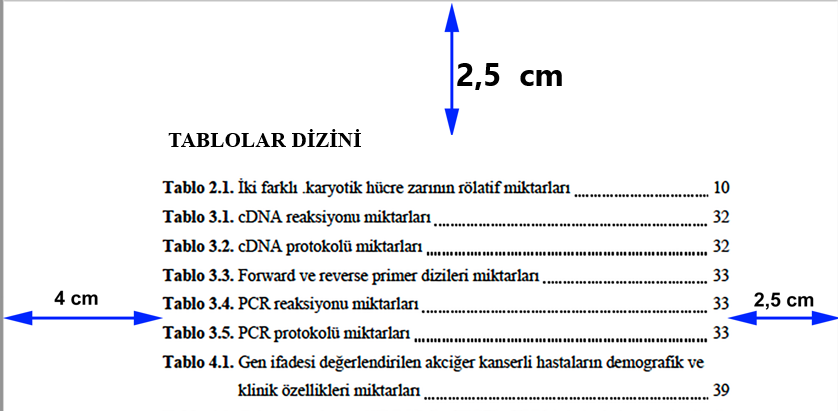 2,5 cm
TABLOLAR DİZİNİ
Tablo 2.1. İki farklı .karyotik hücre zarının rölatif miktarları ........................ 10
Tablo 3.1. cDNA reaksiyonu miktarları ........................ 32
Tablo 3.2. cDNA protokolü miktarları ........................ 32
Tablo 3.3. Forward ve reverse primer dizileri miktarları ........................ 33
4 cm
Tablo 3.4. PCR reaksiyonu miktarları ........................ 33
2,5 cm
Tablo 3.5. PCR protokolü miktarları ........................ 33
Tablo 4.1. Gen ifadesi değerlendirilen akciğer kanserli hastaların demografik ve
klinik özellikleri miktarları ........................ 39